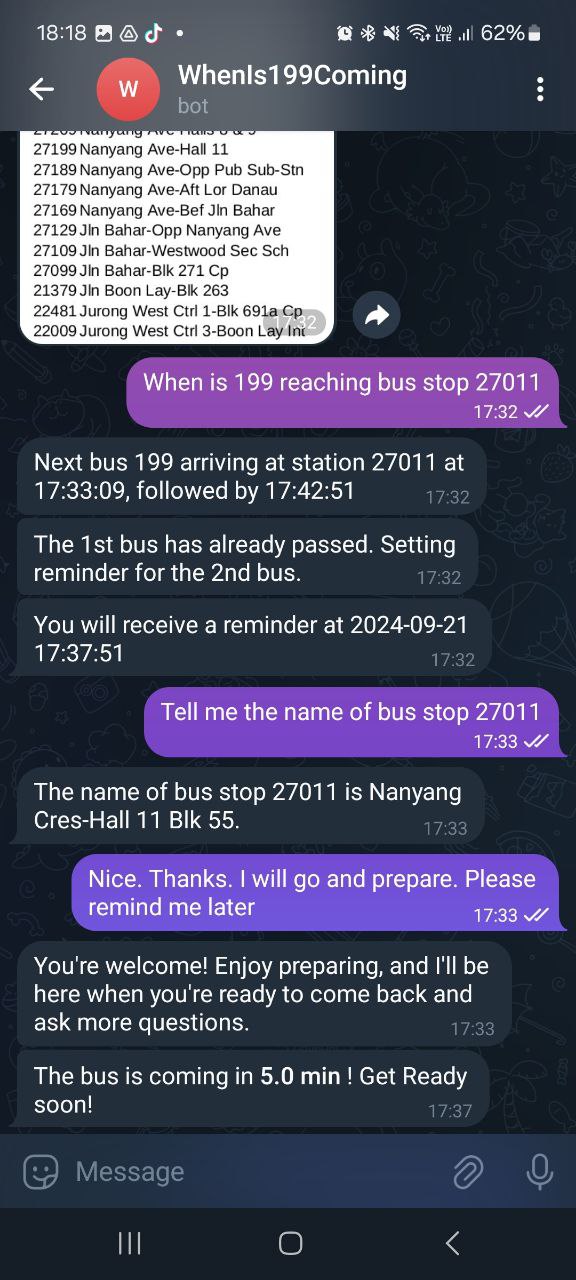 18:18
Voo)
LTE
62%
W
WhenIs199Coming
bot
27209 Nanyang Ave-Halls 8 & 9
27199 Nanyang Ave-Hall 11
27189 Nanyang Ave-Opp Pub Sub-Stn
27179 Nanyang Ave-Aft Lor Danau
27169 Nanyang Ave-Bef Jln Bahar
27129 Jln Bahar-Opp Nanyang Ave
27109 Jln Bahar-Westwood Sec Sch
27099 Jln Bahar-Blk 271 Cp
21379 Jln Boon Lay-Blk 263
22481 Jurong West Ctrl 1-Blk 691a Cp
22009 Jurong West Ctrl 3-Boon Lay Int
17:32
When is 199 reaching bus stop 27011
17:32
Next bus 199 arriving at station 27011 at
17:33:09, followed by 17:42:51
17:32
The 1st bus has already passed. Setting
reminder for the 2nd bus.
17:32
You will receive a reminder at 2024-09-21
17:37:51
17:32
Tell me the name of bus stop 27011
17:33
The name of bus stop 27011 is Nanyang
Cres-Hall 11 Blk 55.
17:33
Nice. Thanks. I will go and prepare. Please
remind me later
17:33
You're welcome! Enjoy preparing, and I'll be
here when you're ready to come back and
ask more questions.
17:33
The bus is coming in 5.0 min ! Get Ready
soon!
17:37
Message